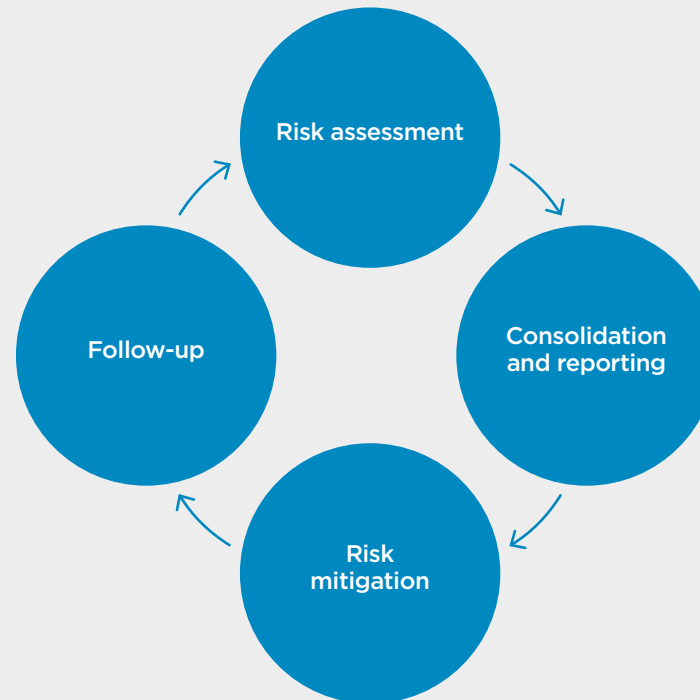 Risk assessment
Follow-up
Consolidation
and reporting
Risk
mitigation